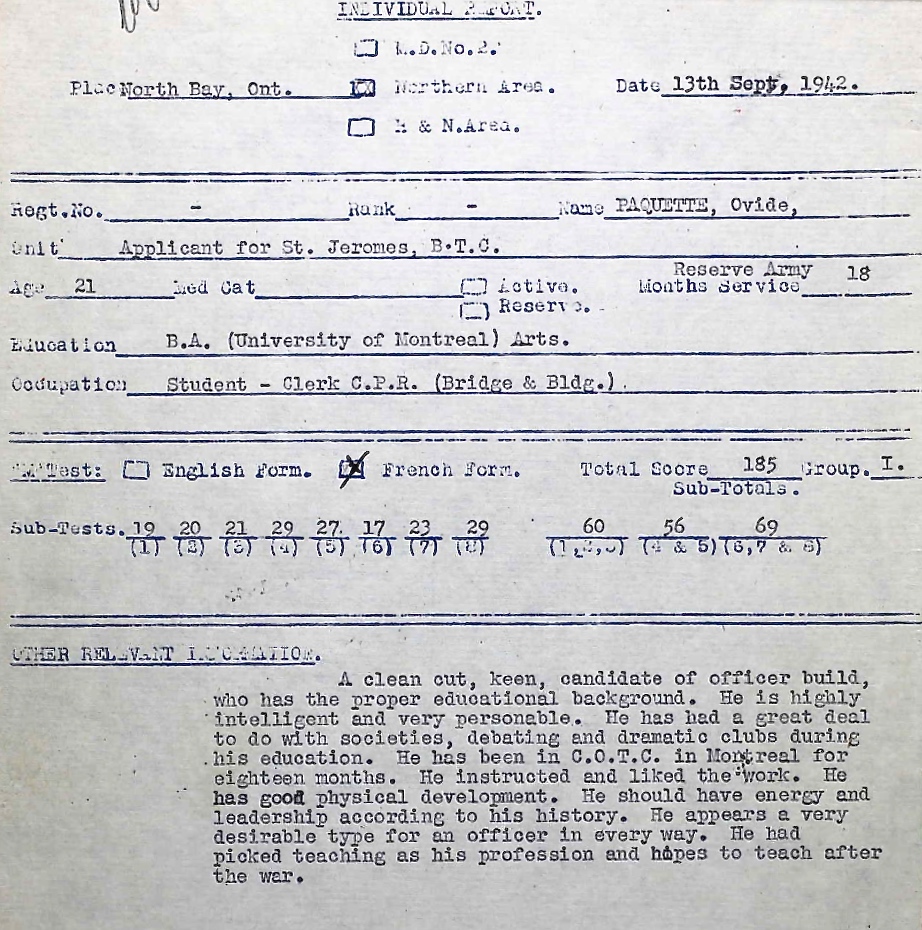 INDIVIDUAL REPORT.
M.D.No.2.
Place North Bay, Ont. Northern Area. Date 13th Sept, 1942.
H & N.Area.
Regt.No. - Rank - Name PAQUETTE, Ovide,
Unit Applicant for St. Jeromes, B.T.C.
Reserve Army
Age 21 Med Cat Active. Months Service 18
Reserve.
Education B.A. (University of Montreal) Arts.
Occupation Student - Clerk C.P.R. (Bridge & Bldg.).
"M" Test: English Form. French Form. Total Score 185 Group. I.
Sub-Totals.
Sub-Tests. 19 20 21 29 27. 17 23 29 60 56 69
(1) (2) (3) (4) (5) (6) (7) (8) (1,2,3) (4 & 5) (6,7 & 8)
OTHER RELEVANT INFORMATION.
A clean cut, keen, candidate of officer build,
who has the proper educational background. He is highly
intelligent and very personable. He has had a great deal
to do with societies, debating and dramatic clubs during
his education. He has been in C.O.T.C. in Montreal for
eighteen months. He instructed and liked the work. He
has good physical development. He should have energy and
leadership according to his history. He appears a very
desirable type for an officer in every way. He had
picked teaching as his profession and hopes to teach after
the war.